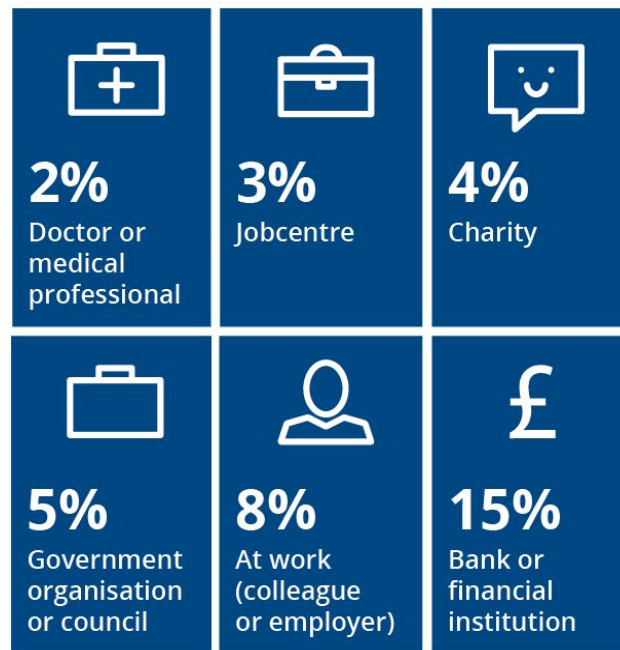 2%
Doctor or
medical
professional
3%
Jobcentre
4%
Charity
5%
Government
organisation
or council
8%
At work
(colleague
or employer)
£
15%
Bank or
financial
institution